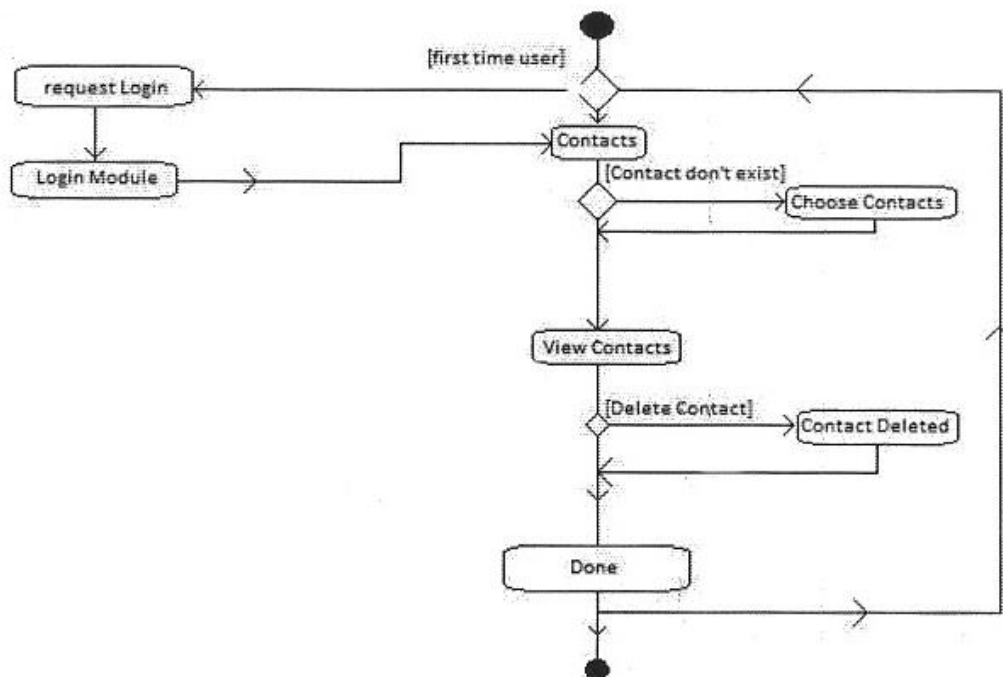 [first time user]
request Login
Contacts
Login Module
[Contact don't exist]
Choose Contacts
View Contacts
[Delete Contact]
Contact Deleted
Done